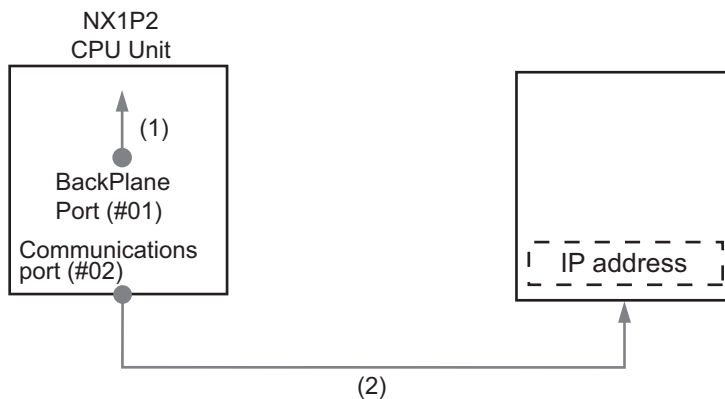 NX1P2
CPU Unit
(1)
BackPlane
Port (#01)
Communications
port (#02)
IP address
(2)